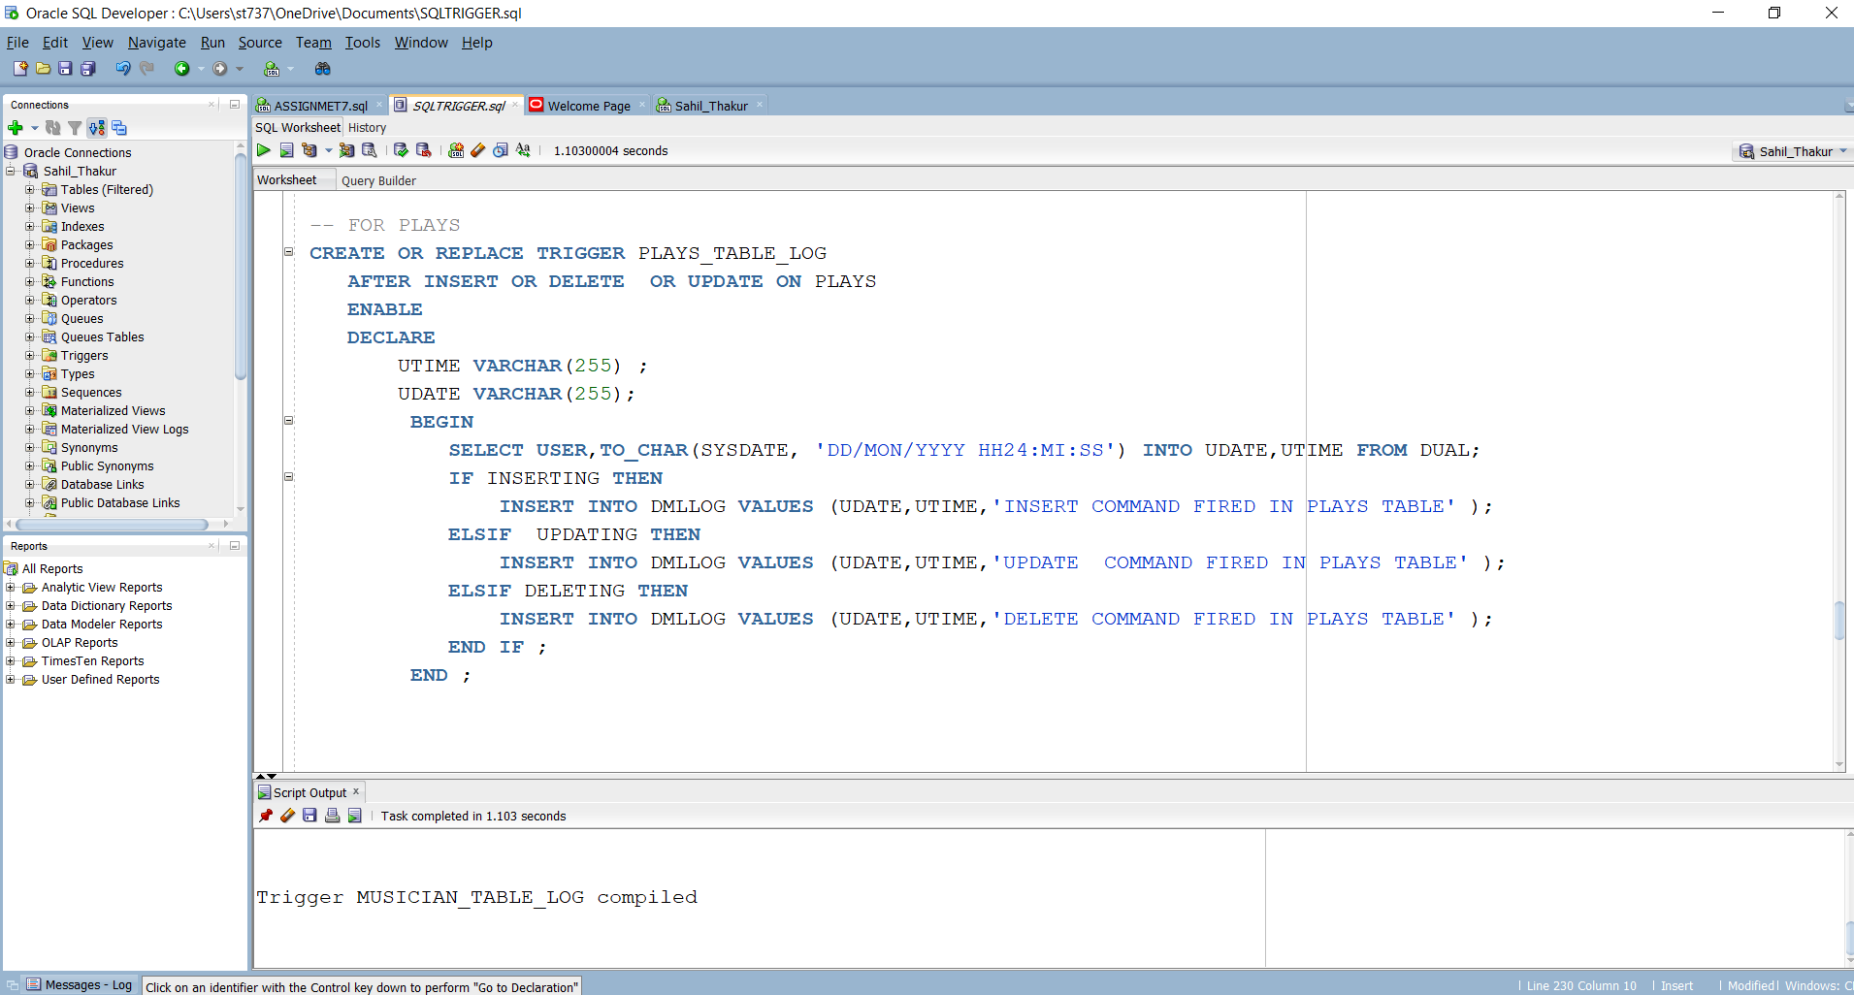 Oracle SQL Developer : C:\Users\st737\OneDrive\Documents\SQLTRIGGER.sql
File Edit View Navigate Run Source Team Tools Window Help
Connections
Oracle Connections
Sahil_Thakur
Tables (Filtered)
Views
Indexes
Packages
Procedures
Functions
Operators
Queues
Queues Tables
Triggers
Types
Sequences
Materialized Views
Materialized View Logs
Synonyms
Public Synonyms
Database Links
Public Database Links
Reports
All Reports
Analytic View Reports
Data Dictionary Reports
Data Modeler Reports
OLAP Reports
TimesTen Reports
User Defined Reports
ASSIGNMET7.sql SQLTRIGGER.sql Welcome Page Sahil_Thakur
SQL Worksheet History
1.10300004 seconds
Sahil_Thakur
Worksheet Query Builder
-- FOR PLAYS
CREATE OR REPLACE TRIGGER PLAYS_TABLE_LOG
AFTER INSERT OR DELETE  OR UPDATE ON PLAYS
ENABLE
DECLARE
UTIME VARCHAR(255) ;
UDATE VARCHAR(255);
BEGIN
SELECT USER,TO_CHAR(SYSDATE, 'DD/MON/YYYY HH24:MI:SS') INTO UDATE,UTIME FROM DUAL;
IF INSERTING THEN
INSERT INTO DMLLOG VALUES (UDATE,UTIME,'INSERT COMMAND FIRED IN PLAYS TABLE' );
ELSIF  UPDATING THEN
INSERT INTO DMLLOG VALUES (UDATE,UTIME,'UPDATE  COMMAND FIRED IN PLAYS TABLE' );
ELSIF DELETING THEN
INSERT INTO DMLLOG VALUES (UDATE,UTIME,'DELETE COMMAND FIRED IN PLAYS TABLE' );
END IF ;
END ;
Script Output
Task completed in 1.103 seconds
Trigger MUSICIAN_TABLE_LOG compiled
Messages - Log Click on an identifier with the Control key down to perform "Go to Declaration"
Line 230 Column 10 | Insert | Modified | Windows: C